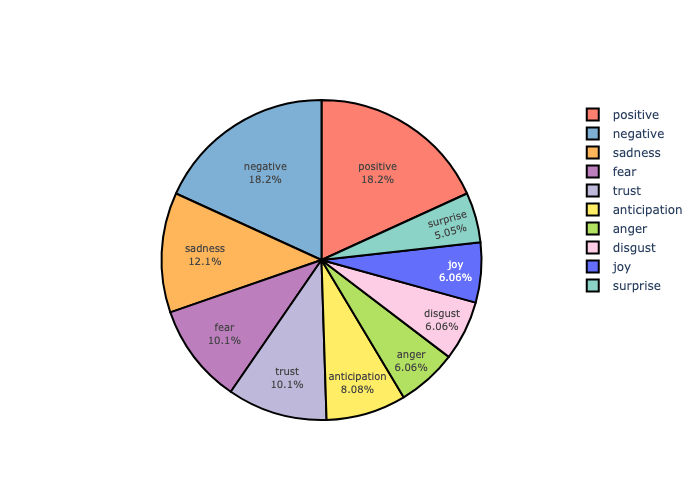 negative
18.2%
positive
18.2%
surprise
5.05%
joy
6.06%
disgust
6.06%
anger
6.06%
anticipation
8.08%
trust
10.1%
fear
10.1%
sadness
12.1%
positive
negative
sadness
fear
trust
anticipation
anger
disgust
joy
surprise